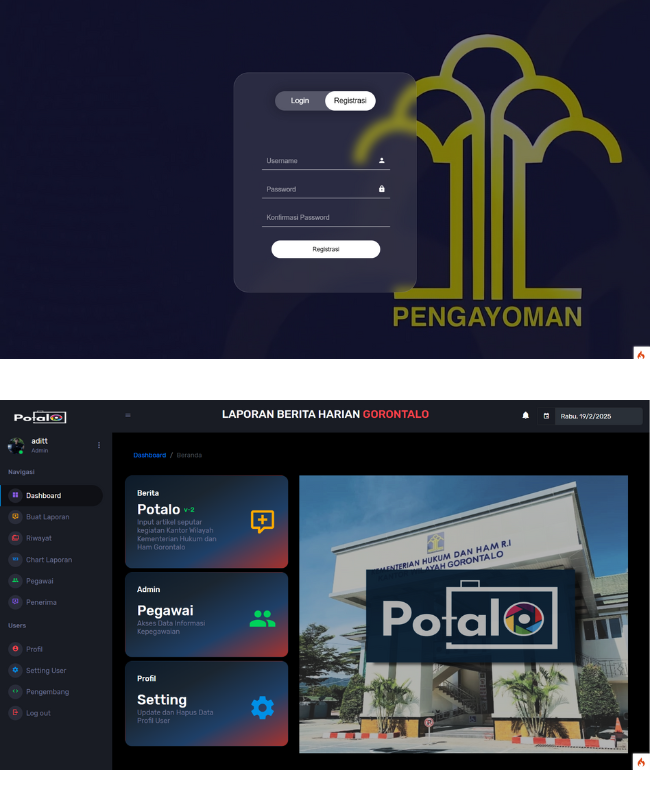 Login
Registrasi
Username
Password
Konfirmasi Password
Registrasi
PENGAYOMAN
Potalo
LAPORAN BERITA HARIAN GORONTALO
Rabu, 19/2/2025
aditt
Admin
Navigasi
Dashboard
Buat Laporan
Riwayat
Chart Laporan
Pegawai
Penerima
Users
Profil
Setting User
Pengembang
Log out
Dashboard / Beranda
Berita
Potalo v-2
Input artikel seputar
kegiatan Kantor Wilayah
Kementerian Hukum dan
Ham Gorontalo
Admin
Pegawai
Akses Data Informasi
Kepegawaian
Profil
Setting
Update dan Hapus Data
Profil User
KEMENTERIAN HUKUM DAN HAM R.I
WILAYAH GORONTALO
Potalo